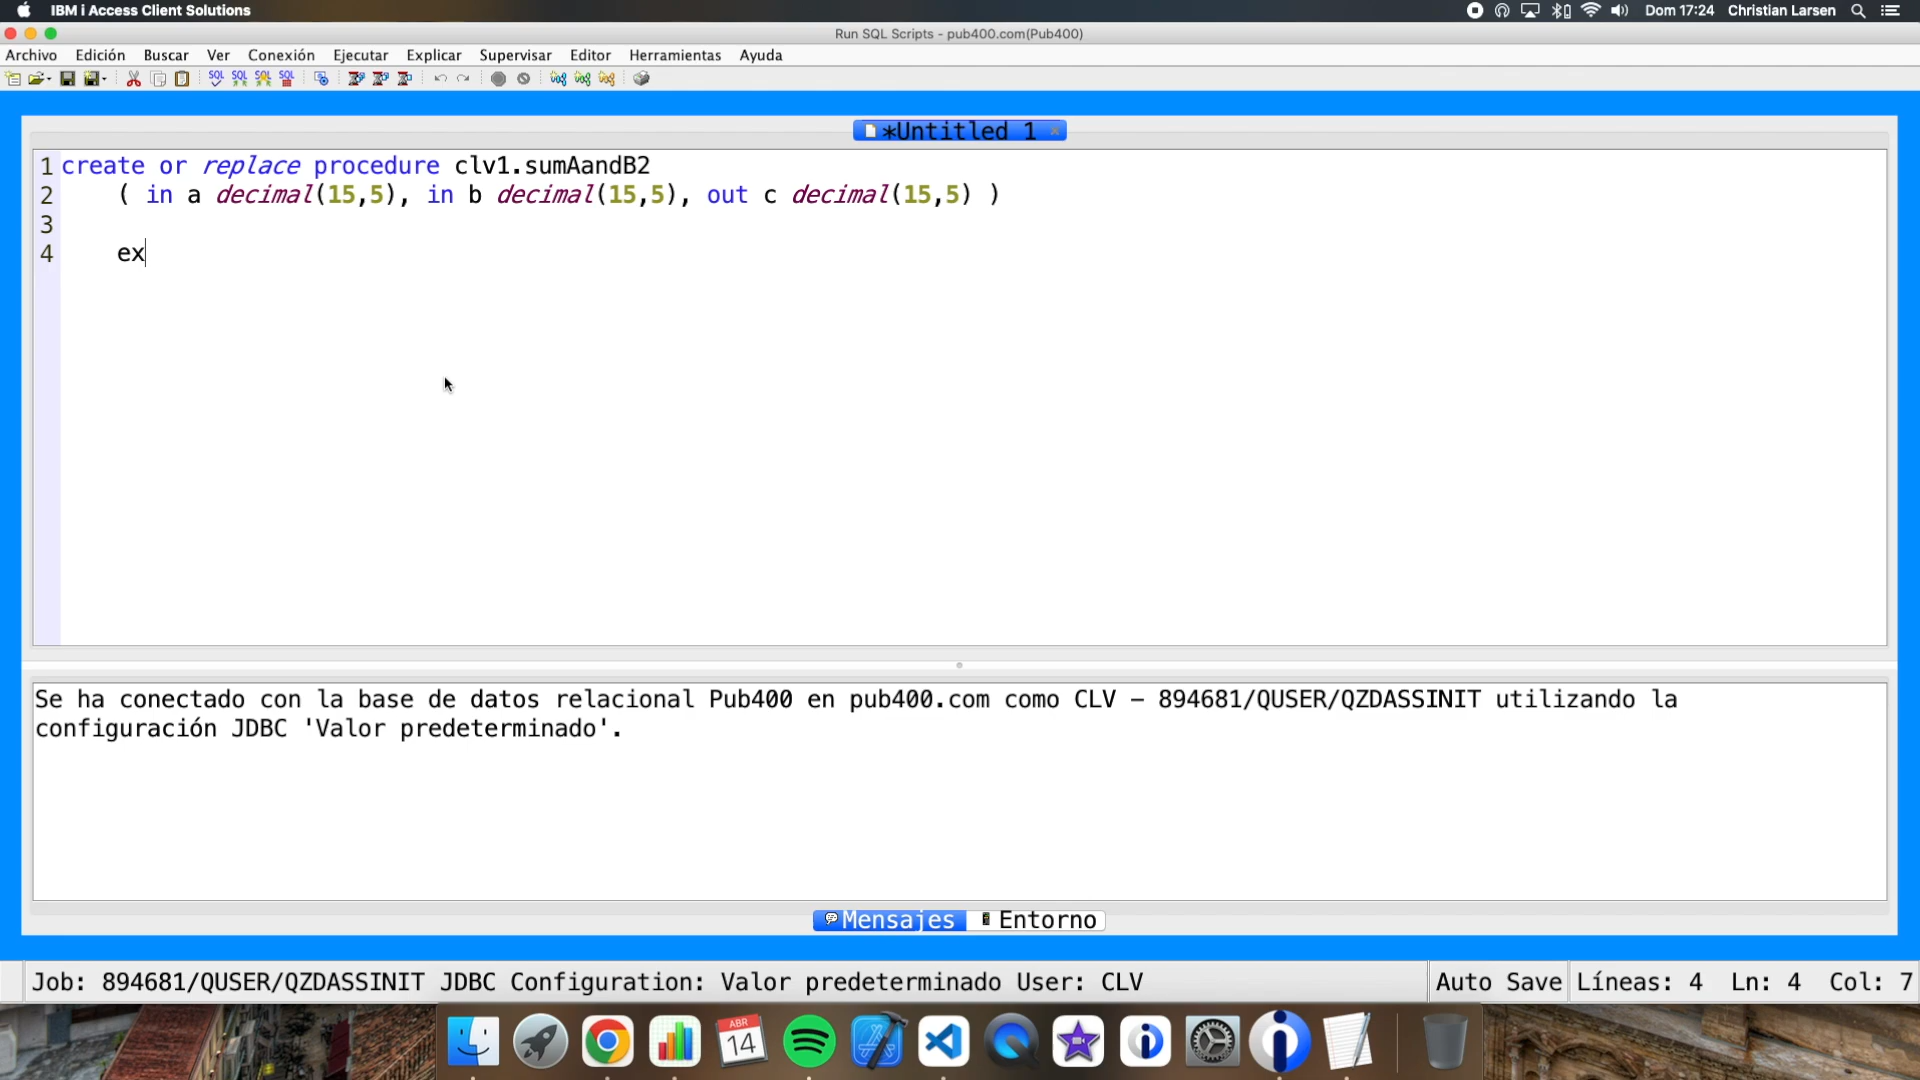 IBM i Access Client Solutions
Dom 17:24 Christian Larsen
Run SQL Scripts - pub400.com(Pub400)
Archivo Edición Buscar Ver Conexión Ejecutar Explicar Supervisar Editor Herramientas Ayuda
SQL SQL SQL SQL
*Untitled 1
1 create or replace procedure clv1.sumAandB2
2 ( in a decimal(15,5), in b decimal(15,5), out c decimal(15,5) )
3
4 ex
Se ha conectado con la base de datos relacional Pub400 en pub400.com como CLV – 894681/QUSER/QZDASSINIT utilizando la
configuración JDBC 'Valor predeterminado'.
Mensajes Entorno
Job: 894681/QUSER/QZDASSINIT JDBC Configuration: Valor predeterminado User: CLV Auto Save Líneas: 4 Ln: 4 Col: 7
ABR
14